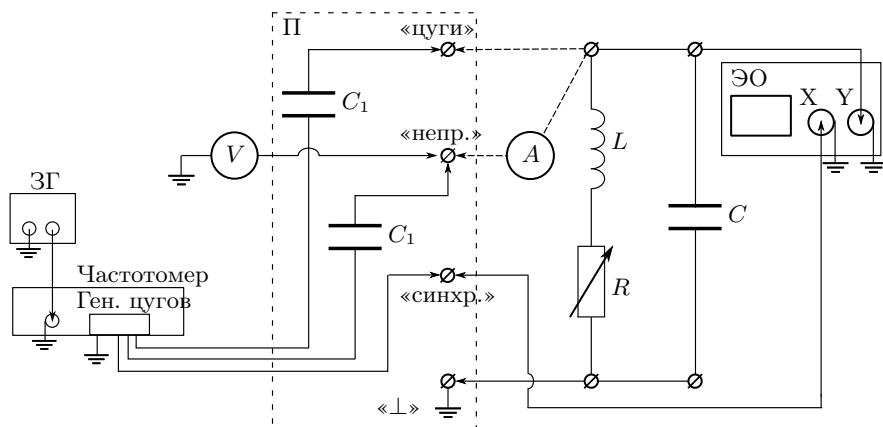 П
«цуги»
ЭО
C₁
X Y
«непр.»
V
A
L
ЗГ
C₁
C
Частотомер
Ген. цугов
«синхр.»
R
«⊥»